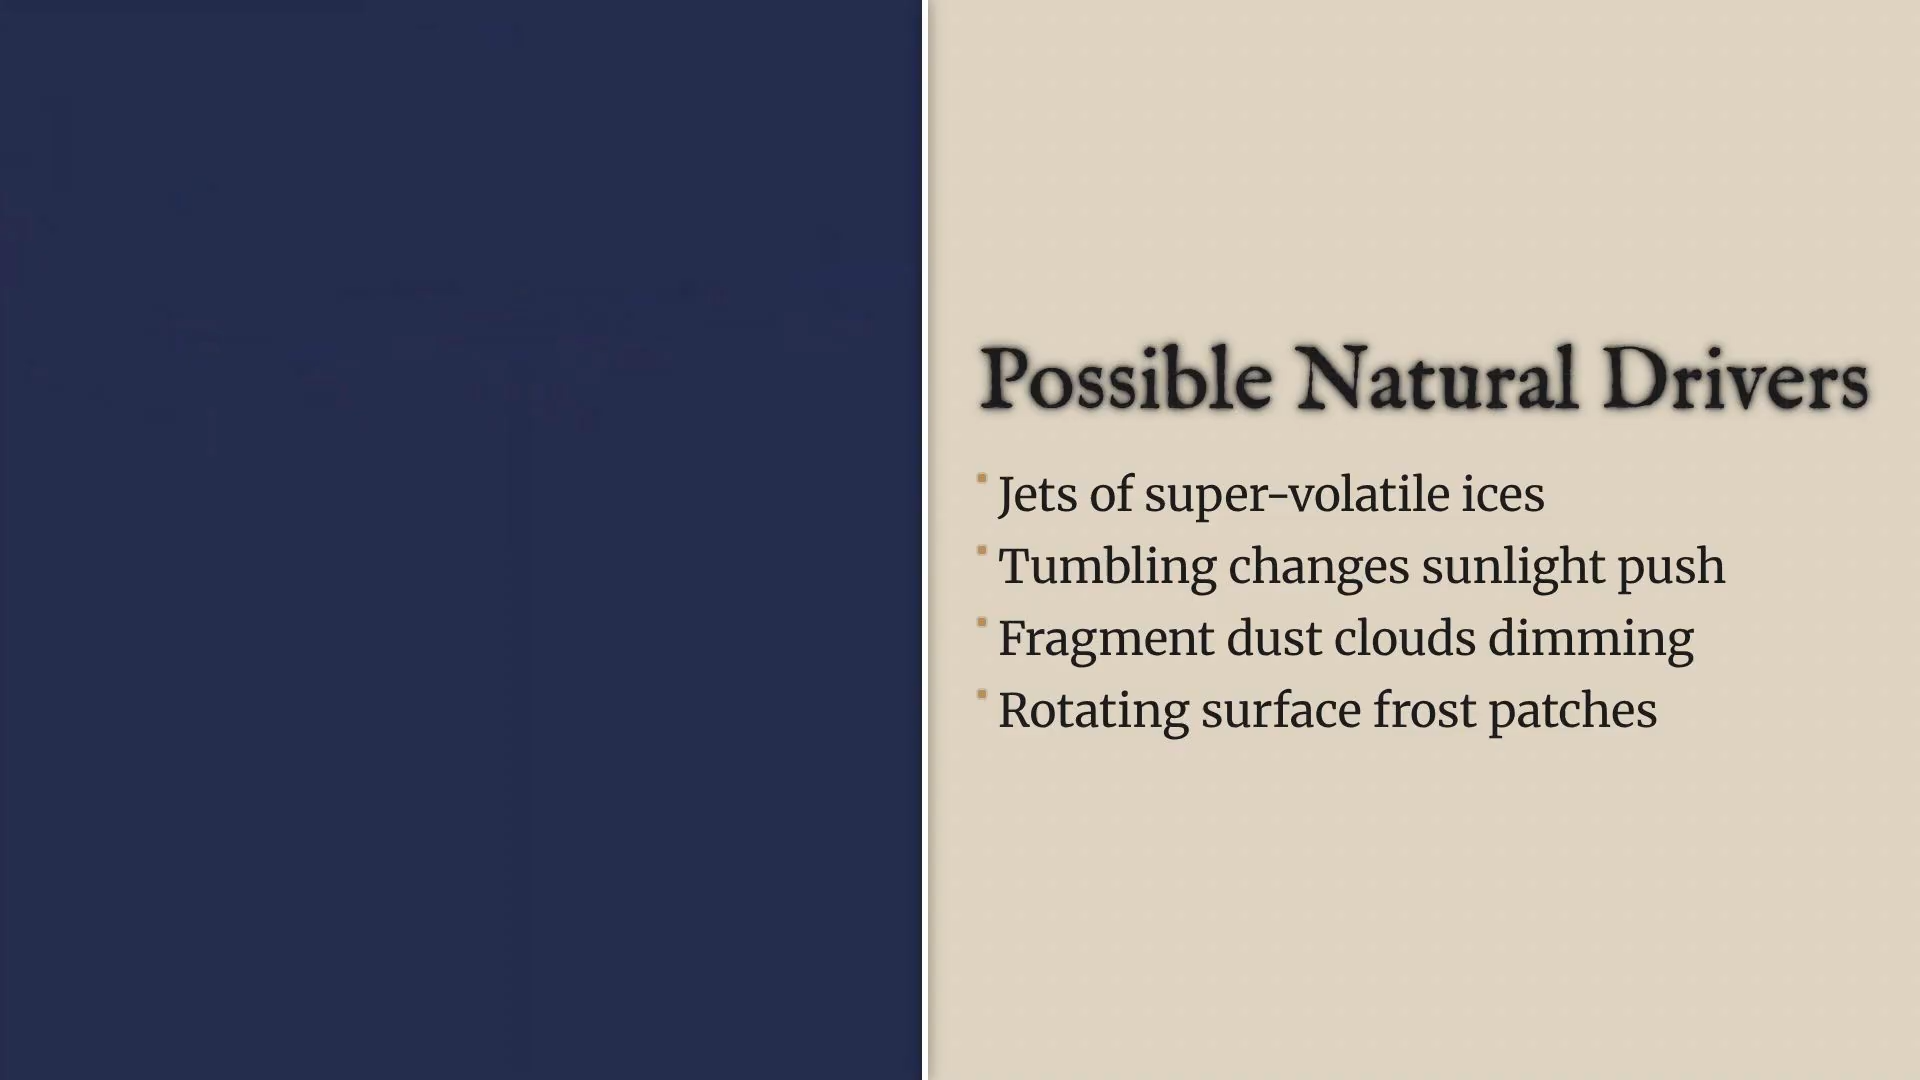 Possible Natural Drivers
Jets of super-volatile ices
Tumbling changes sunlight push
Fragment dust clouds dimming
Rotating surface frost patches